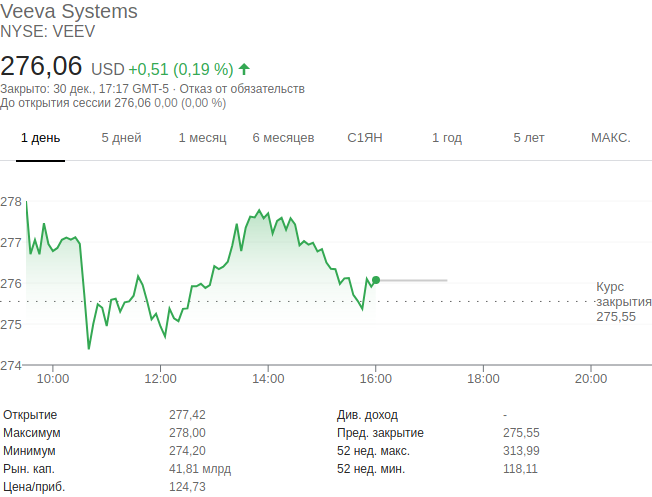 Veeva Systems
NYSE: VEEV
276,06 USD +0,51 (0,19 %)
Закрыто: 30 дек., 17:17 GMT-5 · Отказ от обязательств
До открытия сессии 276,06 0,00 (0,00 %)
1 день 5 дней 1 месяц 6 месяцев С1ЯН 1 год 5 лет МАКС.
278
277
276
275
274
Курс
закрытия
275,55
10:00 12:00 14:00 16:00 18:00 20:00
Открытие 277,42 Див. доход -
Максимум 278,00 Пред. закрытие 275,55
Минимум 274,20 52 нед. макс. 313,99
Рын. кап. 41,81 млрд 52 нед. мин. 118,11
Цена/приб. 124,73